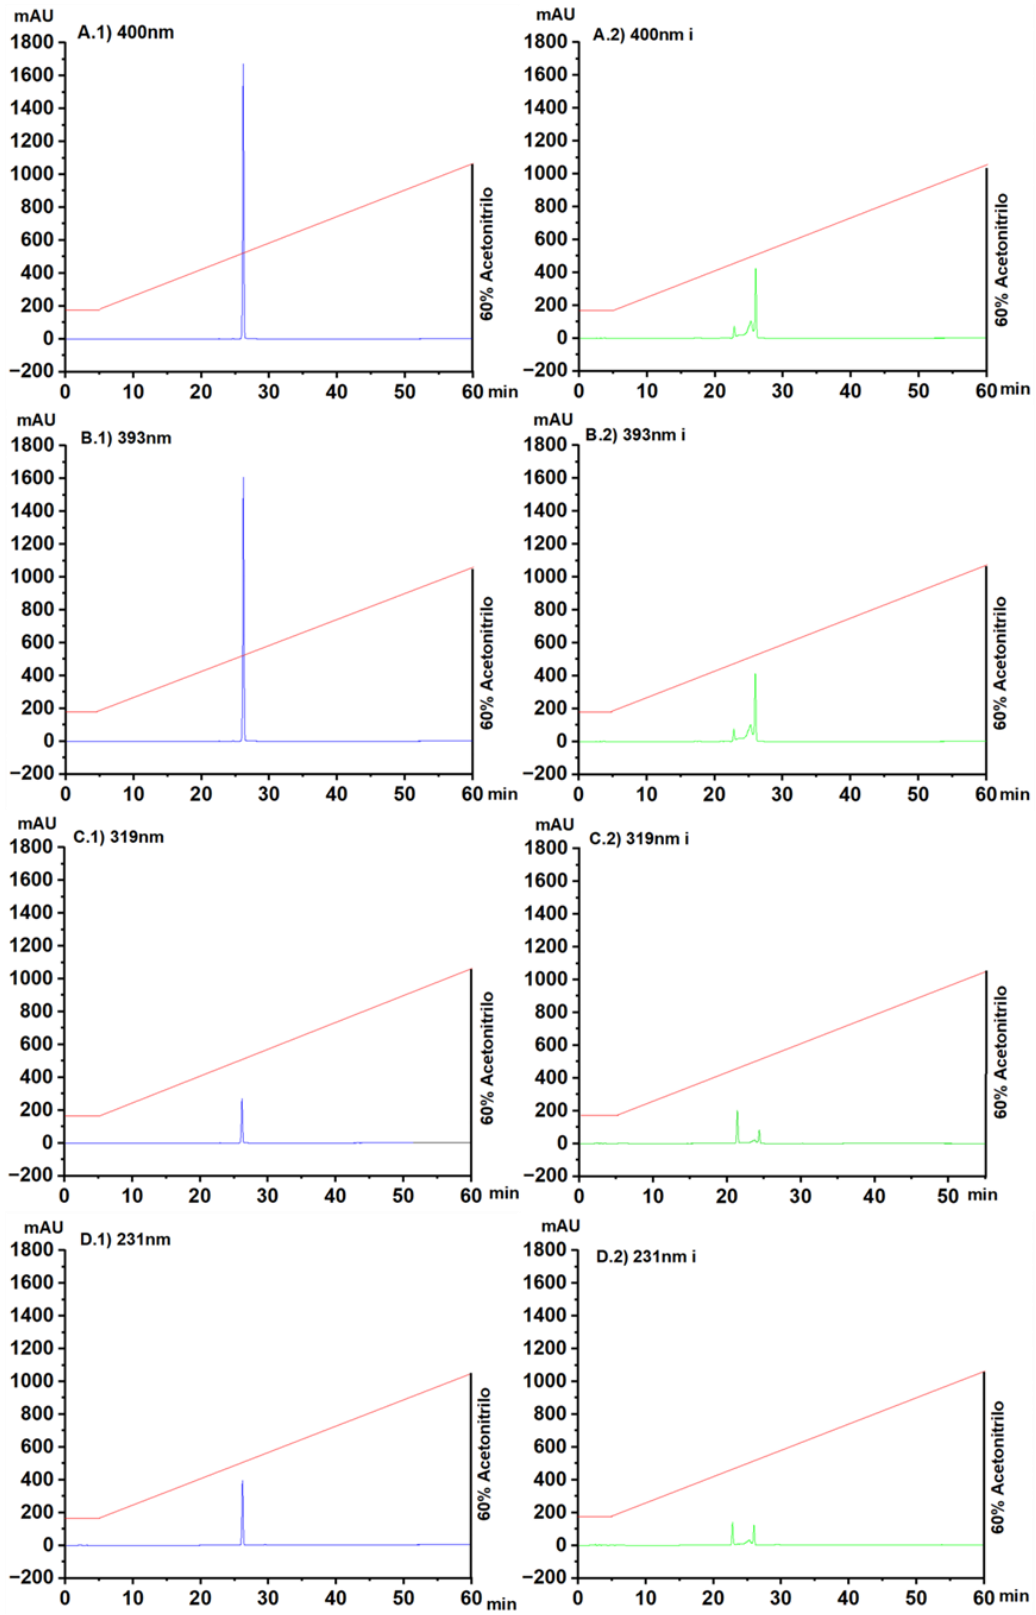 mAU
A.1) 400nm
1800
1600
1400
1200
1000
800
600
400
200
0
−200
0 10 20 30 40 50 60 min
60% Acetonitrilo
mAU
A.2) 400nm i
1800
1600
1400
1200
1000
800
600
400
200
0
−200
0 10 20 30 40 50 60 min
60% Acetonitrilo
mAU
B.1) 393nm
1800
1600
1400
1200
1000
800
600
400
200
0
−200
0 10 20 30 40 50 60 min
60% Acetonitrilo
mAU
B.2) 393nm i
1800
1600
1400
1200
1000
800
600
400
200
0
−200
0 10 20 30 40 50 60 min
60% Acetonitrilo
mAU
C.1) 319nm
1800
1600
1400
1200
1000
800
600
400
200
0
−200
0 10 20 30 40 50 60 min
60% Acetonitrilo
mAU
C.2) 319nm i
1800
1600
1400
1200
1000
800
600
400
200
0
−200
0 10 20 30 40 50 min
60% Acetonitrilo
mAU
D.1) 231nm
1800
1600
1400
1200
1000
800
600
400
200
0
−200
0 10 20 30 40 50 60 min
60% Acetonitrilo
mAU
D.2) 231nm i
1800
1600
1400
1200
1000
800
600
400
200
0
−200
0 10 20 30 40 50 60 min
60% Acetonitrilo